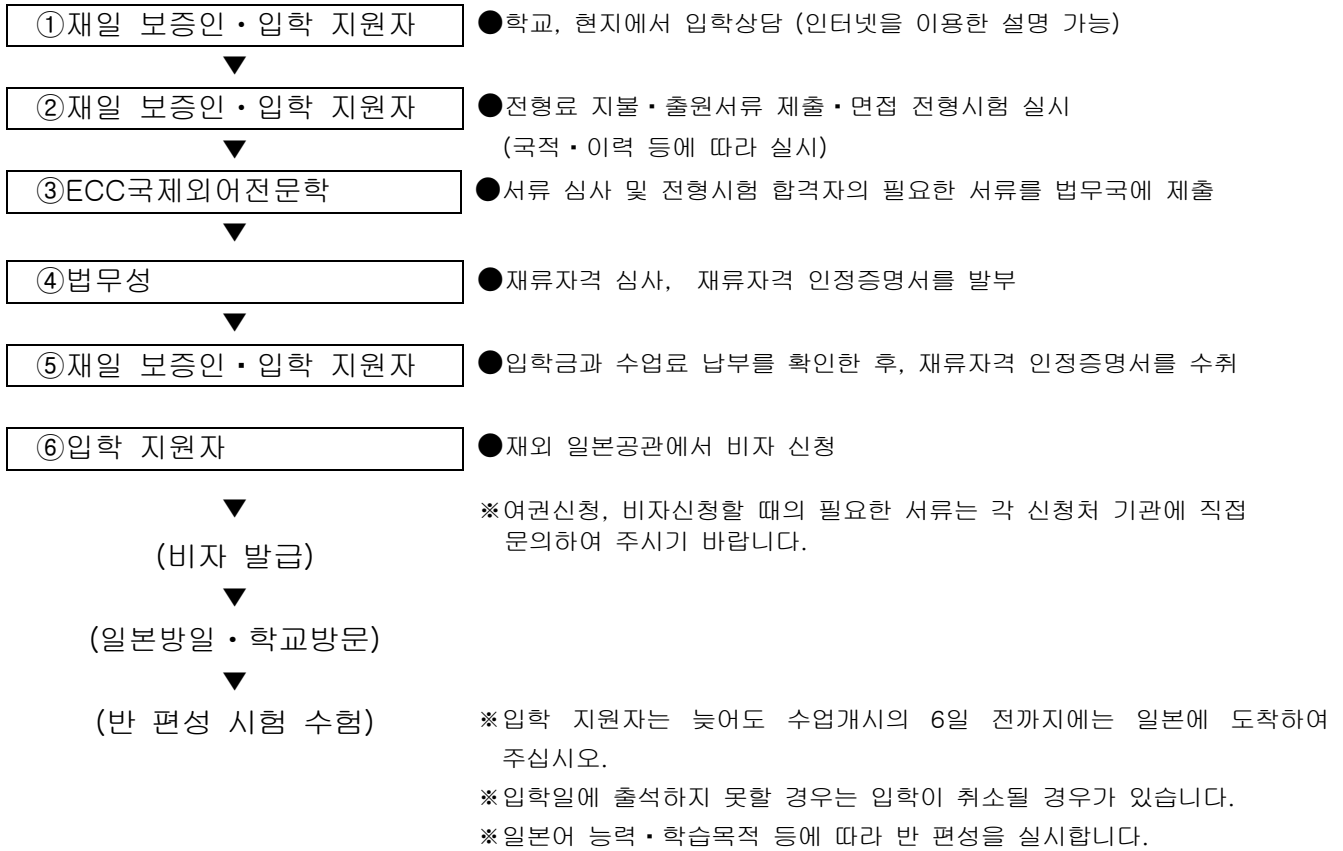 ①재일 보증인・입학 지원자 ●학교, 현지에서 입학상담 (인터넷을 이용한 설명 가능)
▼
②재일 보증인・입학 지원자 ●전형료 지불・출원서류 제출・면접 전형시험 실시
▼ (국적・이력 등에 따라 실시)
③ECC국제외어전문학 ●서류 심사 및 전형시험 합격자의 필요한 서류를 법무국에 제출
▼
④법무성 ●재류자격 심사, 재류자격 인정증명서를 발부
▼
⑤재일 보증인・입학 지원자 ●입학금과 수업료 납부를 확인한 후, 재류자격 인정증명서를 수취
⑥입학 지원자 ●재외 일본공관에서 비자 신청
▼ ※여권신청, 비자신청할 때의 필요한 서류는 각 신청처 기관에 직접
문의하여 주시기 바랍니다.
(비자 발급)
▼
(일본방일・학교방문)
▼
(반 편성 시험 수험) ※입학 지원자는 늦어도 수업개시의 6일 전까지에는 일본에 도착하여
주십시오.
※입학일에 출석하지 못할 경우는 입학이 취소될 경우가 있습니다.
※일본어 능력・학습목적 등에 따라 반 편성을 실시합니다.